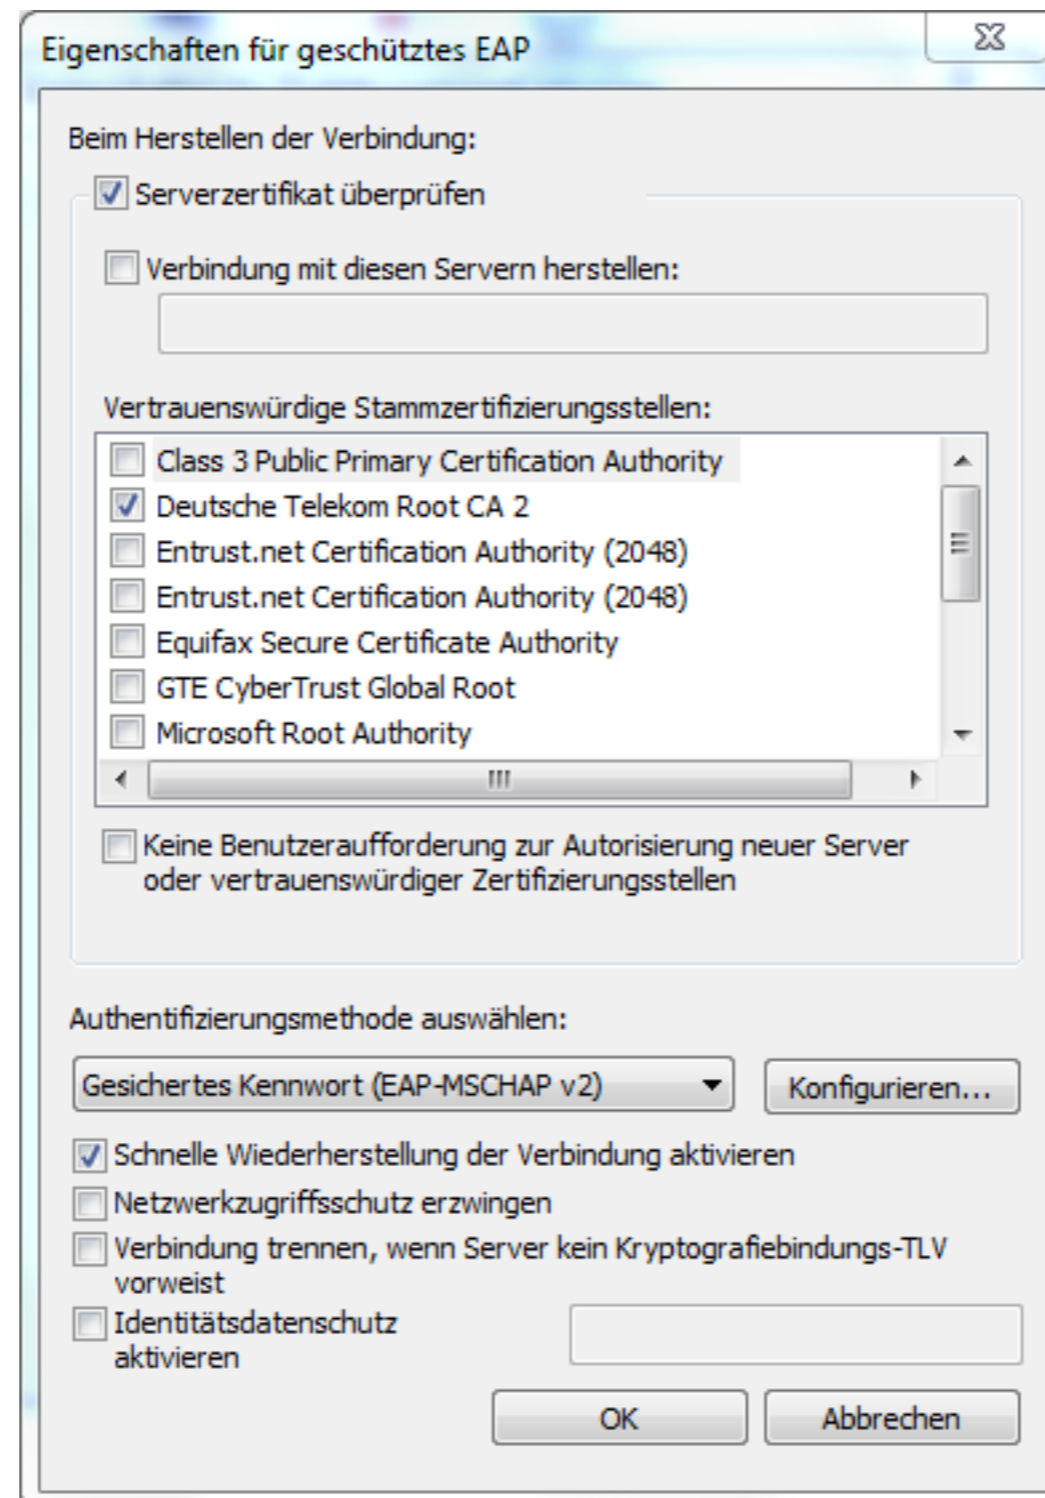 Eigenschaften für geschütztes EAP
Beim Herstellen der Verbindung:
Serverzertifikat überprüfen
Verbindung mit diesen Servern herstellen:
Vertrauenswürdige Stammzertifizierungsstellen:
Class 3 Public Primary Certification Authority
Deutsche Telekom Root CA 2
Entrust.net Certification Authority (2048)
Entrust.net Certification Authority (2048)
Equifax Secure Certificate Authority
GTE CyberTrust Global Root
Microsoft Root Authority
Keine Benutzeraufforderung zur Autorisierung neuer Server
oder vertrauenswürdiger Zertifizierungsstellen
Authentifizierungsmethode auswählen:
Gesichertes Kennwort (EAP-MSCHAP v2)
Konfigurieren...
Schnelle Wiederherstellung der Verbindung aktivieren
Netzwerkzugriffsschutz erzwingen
Verbindung trennen, wenn Server kein Kryptografiebindungs-TLV
vorweist
Identitätsdatenschutz
aktivieren
OK
Abbrechen